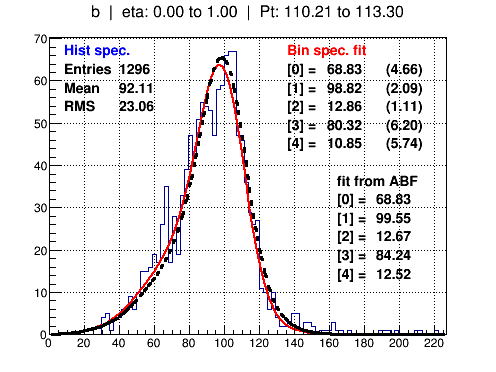 b | eta: 0.00 to 1.00 | Pt: 110.21 to 113.30
Hist spec.
Entries 1296
Mean 92.11
RMS 23.06
Bin spec. fit
[0] = 68.83 (4.66)
[1] = 98.82 (2.09)
[2] = 12.86 (1.11)
[3] = 80.32 (6.20)
[4] = 10.85 (5.74)
fit from ABF
[0] = 68.83
[1] = 99.55
[2] = 12.67
[3] = 84.24
[4] = 12.52
70
60
50
40
30
20
10
0
0 20 40 60 80 100 120 140 160 180 200 220